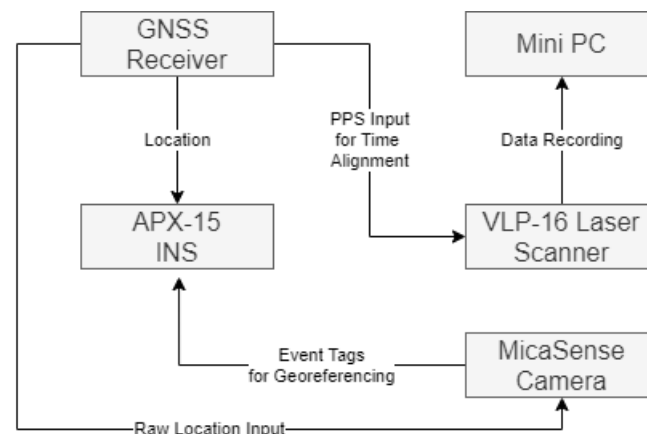 GNSS
Receiver
Mini PC
PPS Input
for Time
Alignment
Location
Data Recording
APX-15
INS
VLP-16 Laser
Scanner
Event Tags
for Georeferencing
MicaSense
Camera
Raw Location Input